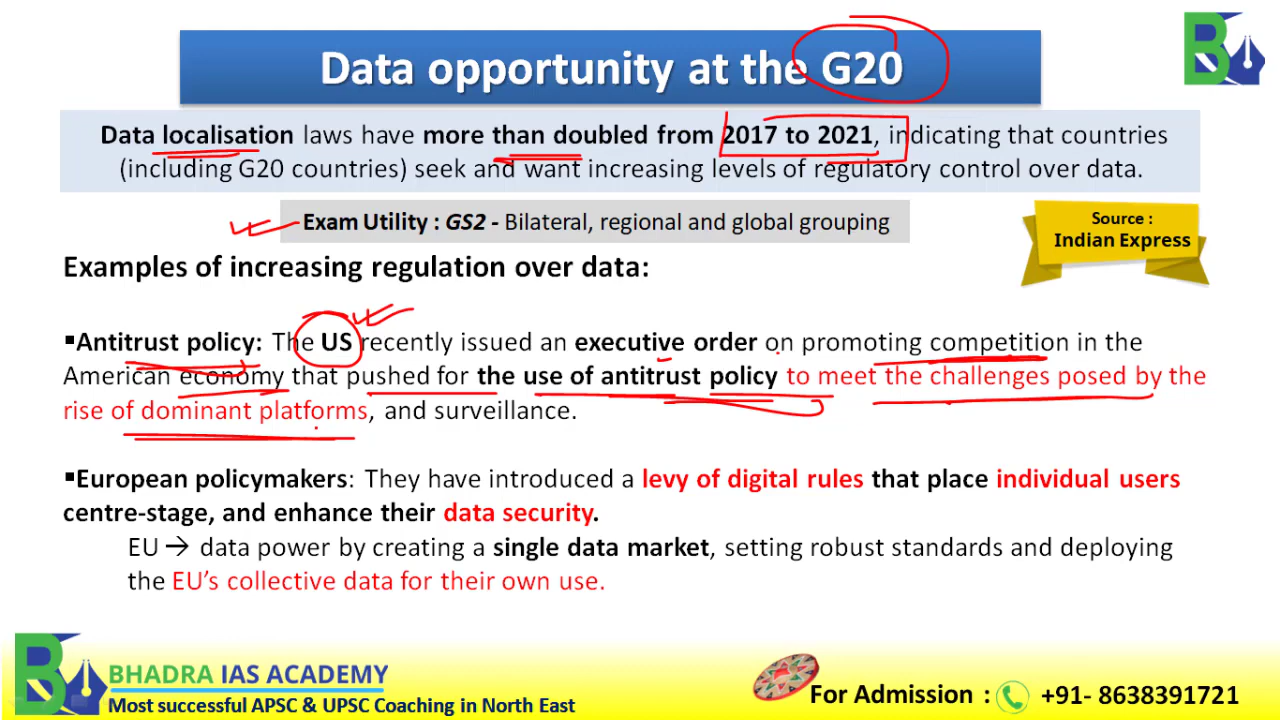 Data opportunity at the G20
Data localisation laws have more than doubled from 2017 to 2021, indicating that countries
(including G20 countries) seek and want increasing levels of regulatory control over data.
Exam Utility : GS2 - Bilateral, regional and global grouping
Source :
Indian Express
Examples of increasing regulation over data:
▪Antitrust policy: The US recently issued an executive order on promoting competition in the
American economy that pushed for the use of antitrust policy to meet the challenges posed by the
rise of dominant platforms, and surveillance.
▪European policymakers: They have introduced a levy of digital rules that place individual users
centre-stage, and enhance their data security.
EU → data power by creating a single data market, setting robust standards and deploying
the EU’s collective data for their own use.
BHADRA IAS ACADEMY
Most successful APSC & UPSC Coaching in North East
For Admission : +91- 8638391721